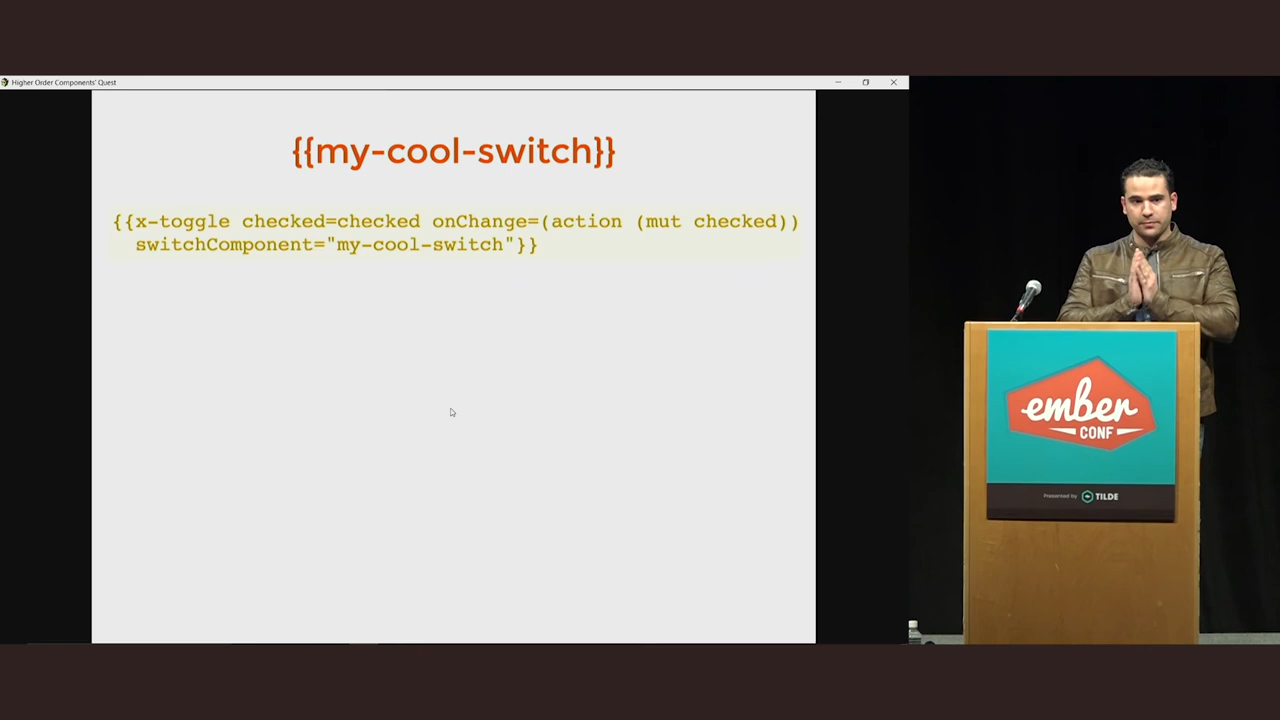 Higher Order Components' Quest
{{my-cool-switch}}
{{x-toggle checked=checked onChange=(action (mut checked))
switchComponent="my-cool-switch"}}
ember
CONF
Presented by TILDE